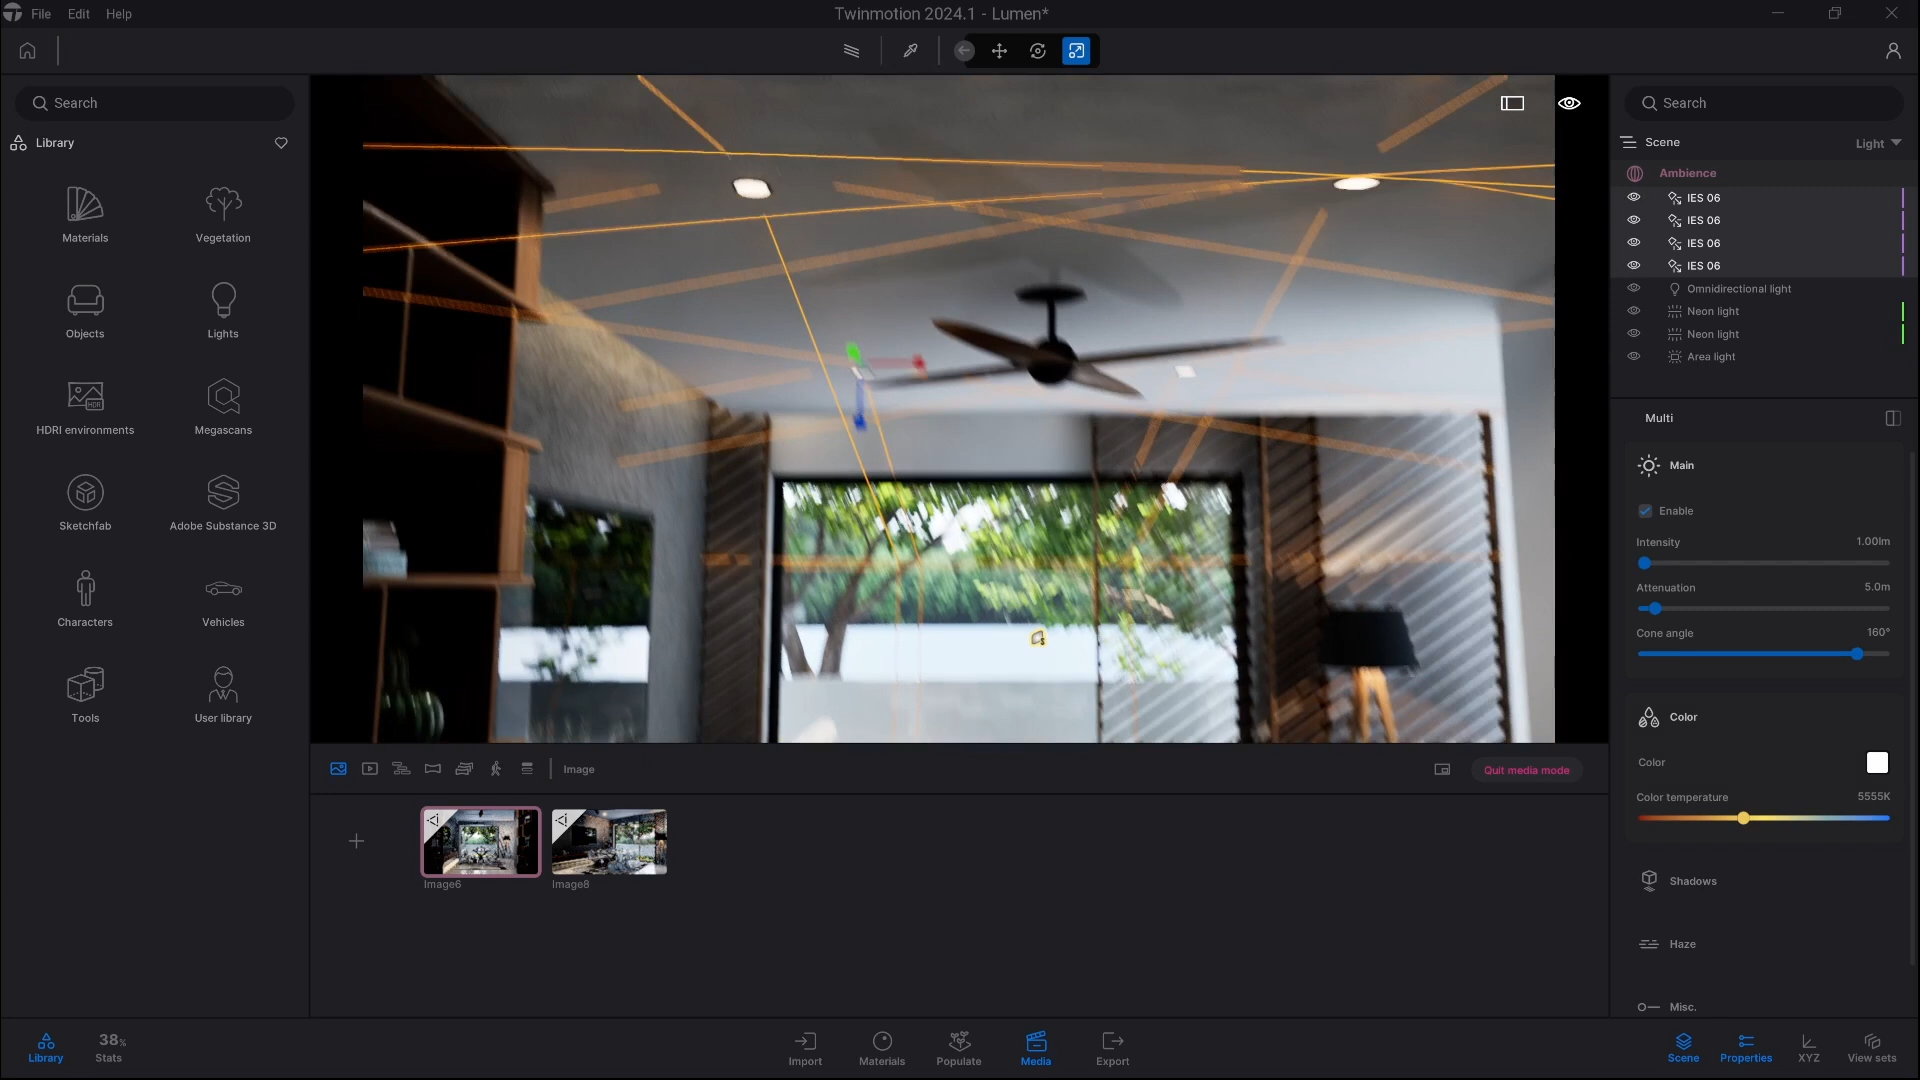 File Edit Help
Twinmotion 2024.1 - Lumen*
Search
Library
Materials
Vegetation
Objects
Lights
HDR
HDRI environments
Megascans
Sketchfab
Adobe Substance 3D
Characters
Vehicles
Tools
User library
Search
Scene
Light
Ambience
IES 06
IES 06
IES 06
IES 06
Omnidirectional light
Neon light
Neon light
Area light
Multi
Main
Enable
Intensity 1.00lm
Attenuation 5.0m
Cone angle 160°
Color
Color
Color temperature 5555K
Shadows
Haze
Misc.
Image
Quit media mode
Image6
Image8
Library
38%
Stats
Import
Materials
Populate
Media
Export
Scene
Properties
XYZ
View sets